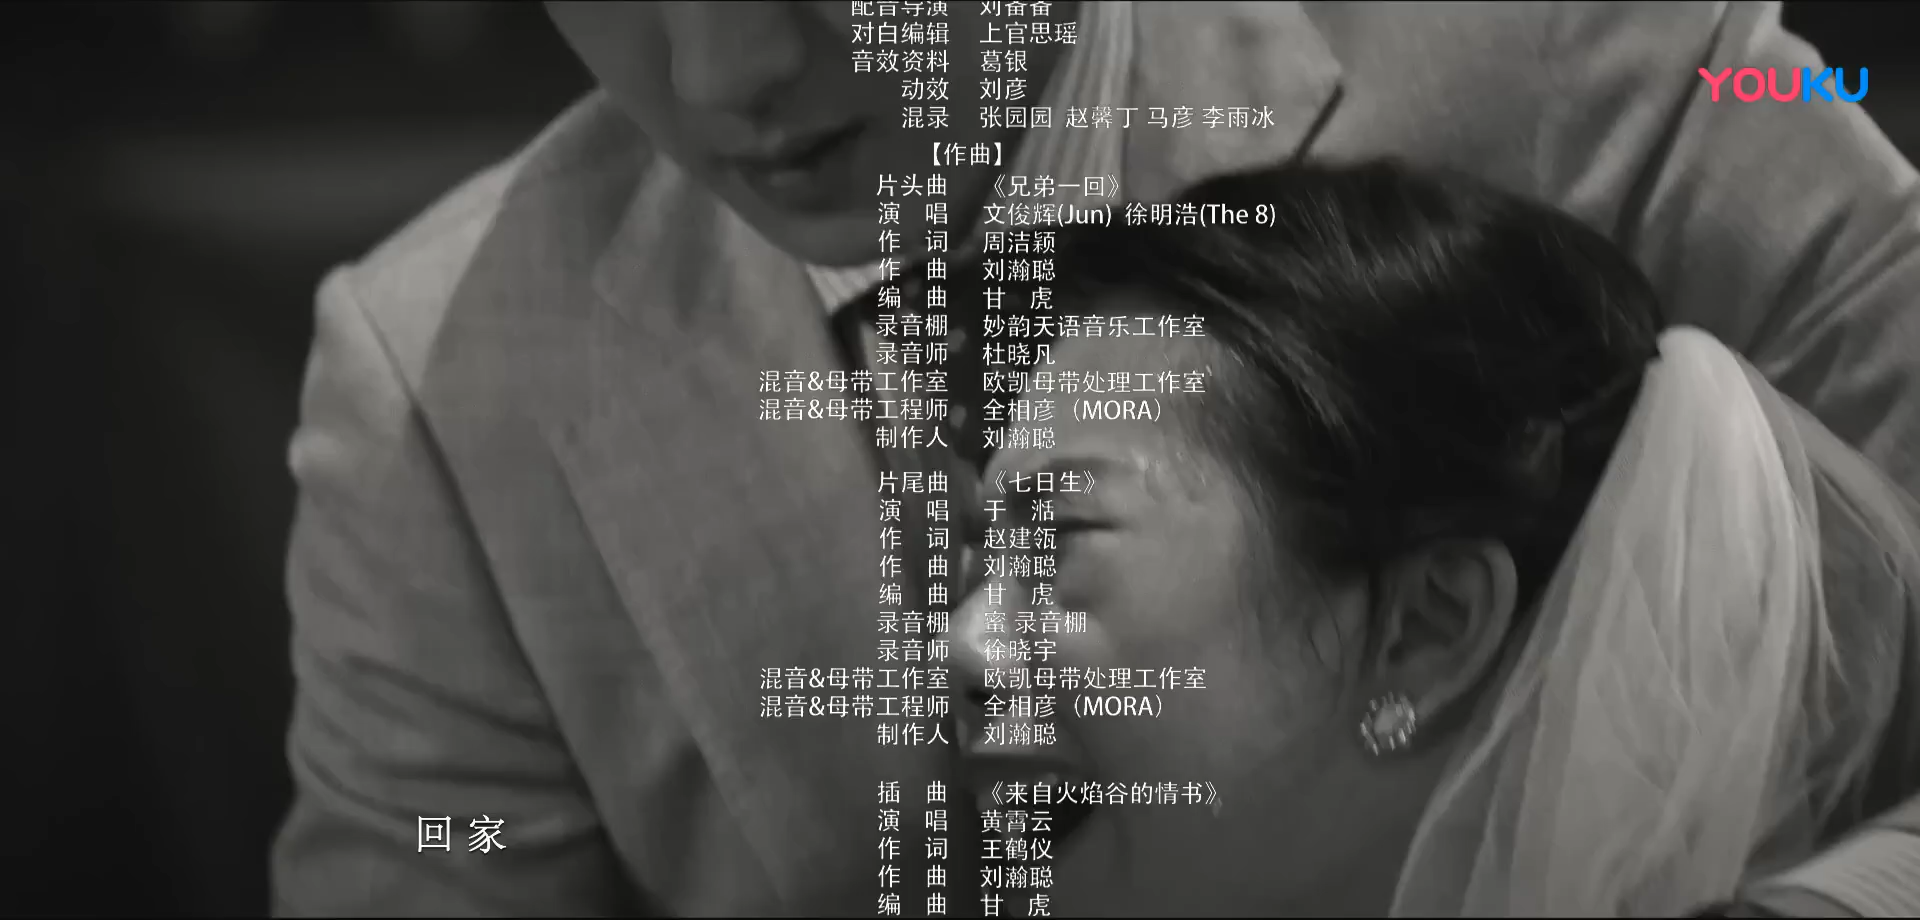 配音导演 刘备备
对白编辑 上官思瑶
音效资料 葛银
动效 刘彦
混录 张园园 赵馨丁 马彦 李雨冰
YOUKU
【作曲】
片头曲 《兄弟一回》
演 唱 文俊辉(Jun) 徐明浩(The 8)
作 词 周洁颖
作 曲 刘瀚聪
编 曲 甘 虎
录音棚 妙韵天语音乐工作室
录音师 杜晓凡
混音&母带工作室 欧凯母带处理工作室
混音&母带工程师 全相彦（MORA）
制作人 刘瀚聪
片尾曲 《七日生》
演 唱 于 湉
作 词 赵建瓴
作 曲 刘瀚聪
编 曲 甘 虎
录音棚 蜜 录音棚
录音师 徐晓宇
混音&母带工作室 欧凯母带处理工作室
混音&母带工程师 全相彦（MORA）
制作人 刘瀚聪
插 曲 《来自火焰谷的情书》
演 唱 黄霄云
作 词 王鹤仪
作 曲 刘瀚聪
编 曲 甘 虎
回家